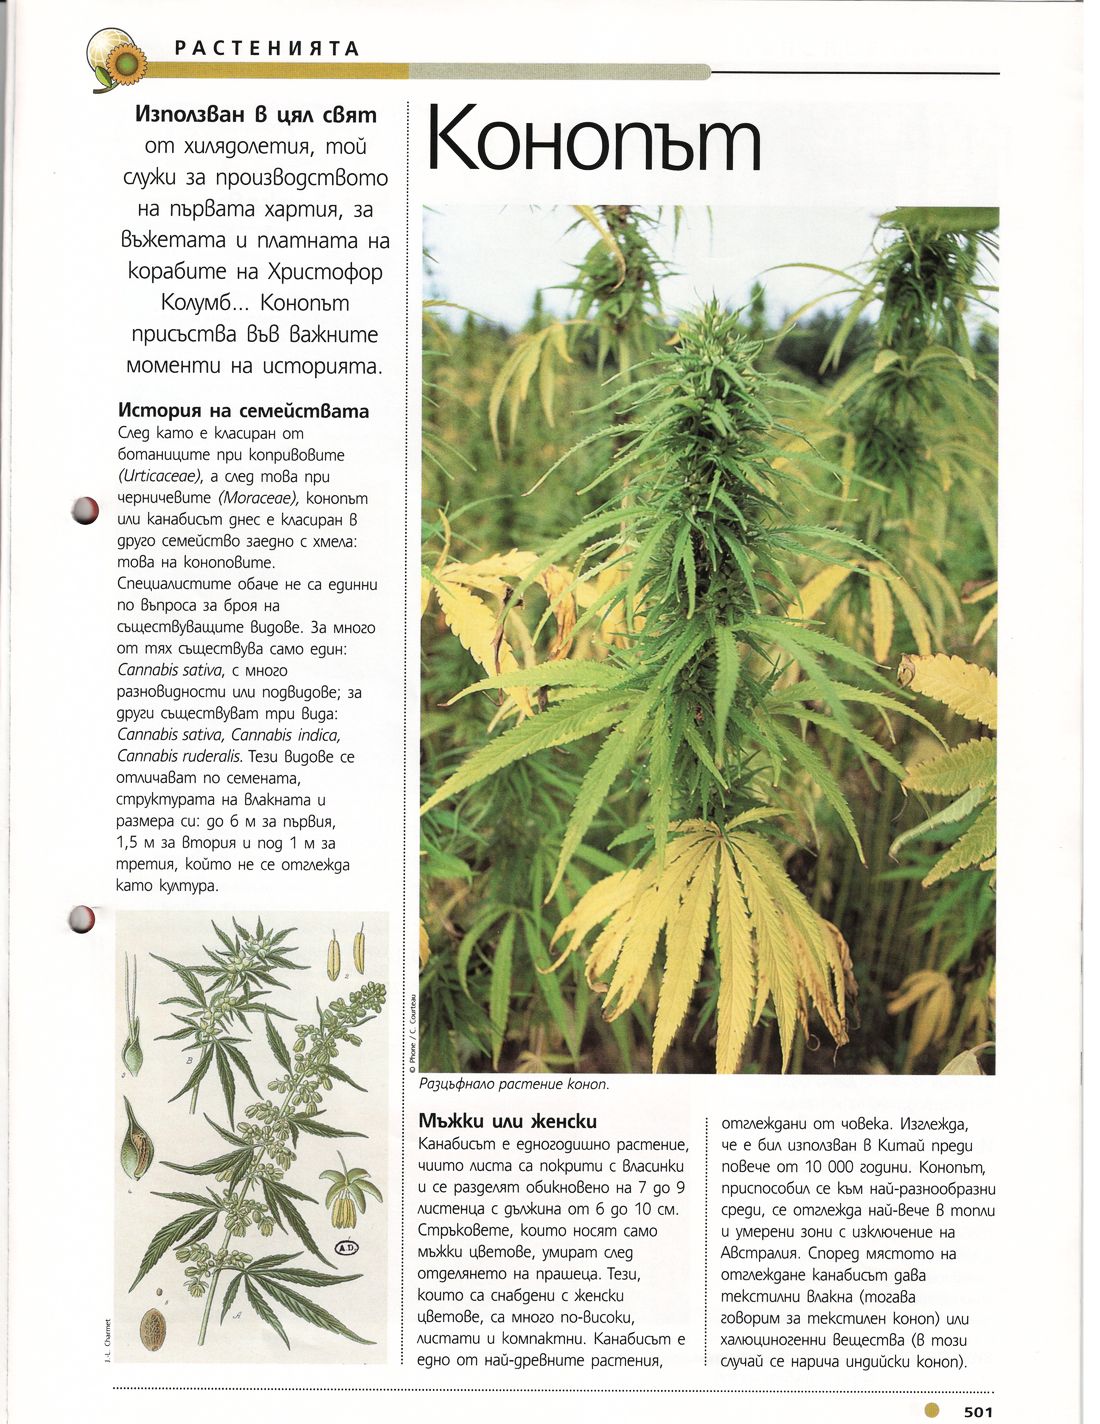 РАСТЕНИЯТА
Използван в цял свят
от хилядолетия, той
служи за производството
на първата хартия, за
въжетата и платната на
корабите на Христофор
Колумб... Конопът
присъства във важните
моменти на историята.
История на семействата
След като е класиран от
ботаниците при копривовите
(Urticaceae), а след това при
черничевите (Moraceae), конопът
или канабисът днес е класиран в
друго семейство заедно с хмела:
това на коноповите.
Специалистите обаче не са единни
по въпроса за броя на
съществуващите видове. За много
от тях съществува само един:
Cannabis sativa, с много
разновидности или подвидове; за
други съществуват три вида:
Cannabis sativa, Cannabis indica,
Cannabis ruderalis. Тези видове се
отличават по семената,
структурата на влакната и
размера си: до 6 м за първия,
1,5 м за втория и под 1 м за
третия, който не се отглежда
като култура.
B
2
3
4
A.D.
A
J.-L. Charmet
Конопът
© Phone / C. Courteau
Разцъфнало растение коноп.
Мъжки или женски
Канабисът е едногодишно растение,
чиито листа са покрити с власинки
и се разделят обикновено на 7 до 9
листенца с дължина от 6 до 10 см.
Стръковете, които носят само
мъжки цветове, умират след
отделянето на прашеца. Тези,
които са снабдени с женски
цветове, са много по-високи,
листати и компактни. Канабисът е
едно от най-древните растения,
отглеждани от човека. Изглежда,
че е бил използван в Китай преди
повече от 10 000 години. Конопът,
приспособил се към най-разнообразни
среди, се отглежда най-вече в топли
и умерени зони с изключение на
Австралия. Според мястото на
отглеждане канабисът дава
текстилни влакна (тогава
говорим за текстилен коноп) или
халюциногенни вещества (в този
случай се нарича индийски коноп).
501